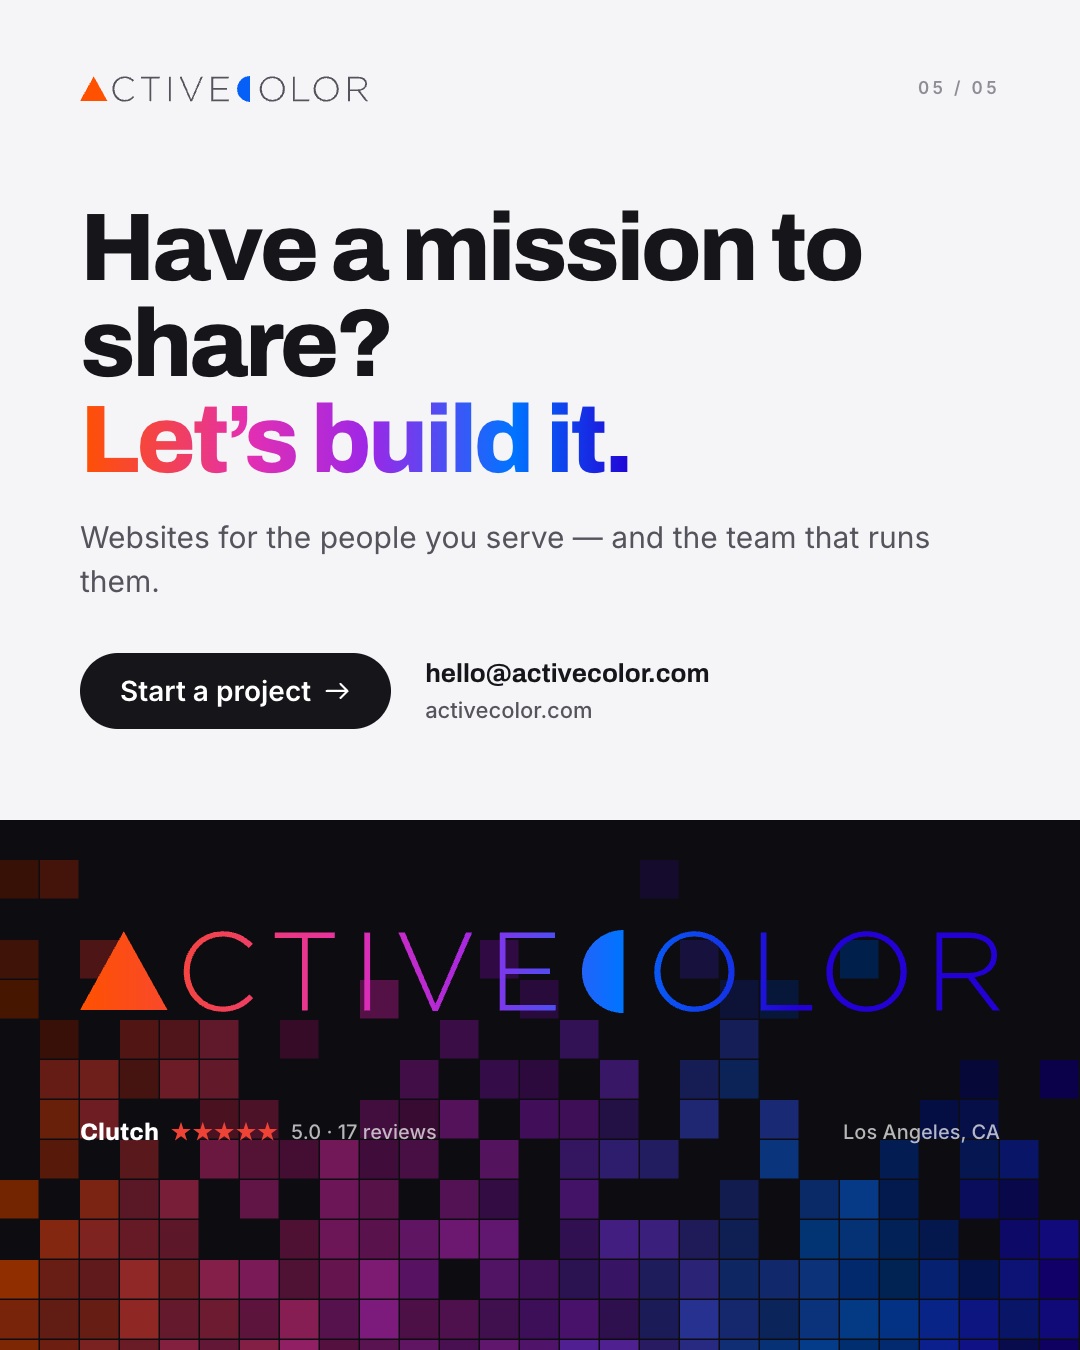 ACTIVECOLOR
05 / 05
Have a mission to
share?
Let’s build it.
Websites for the people you serve — and the team that runs
them.
Start a project →
hello@activecolor.com
activecolor.com
ACTIVECOLOR
Clutch ★★★★★ 5.0 · 17 reviews
Los Angeles, CA